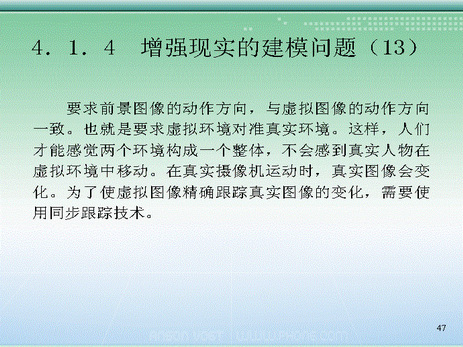 4．1．4 增强现实的建模问题（13）
要求前景图像的动作方向，与虚拟图像的动作方向
一致。也就是要求虚拟环境对准真实环境。这样，人们
才能感觉两个环境构成一个整体，不会感到真实人物在
虚拟环境中移动。在真实摄像机运动时，真实图像会变
化。为了使虚拟图像精确跟踪真实图像的变化，需要使
用同步跟踪技术。
47